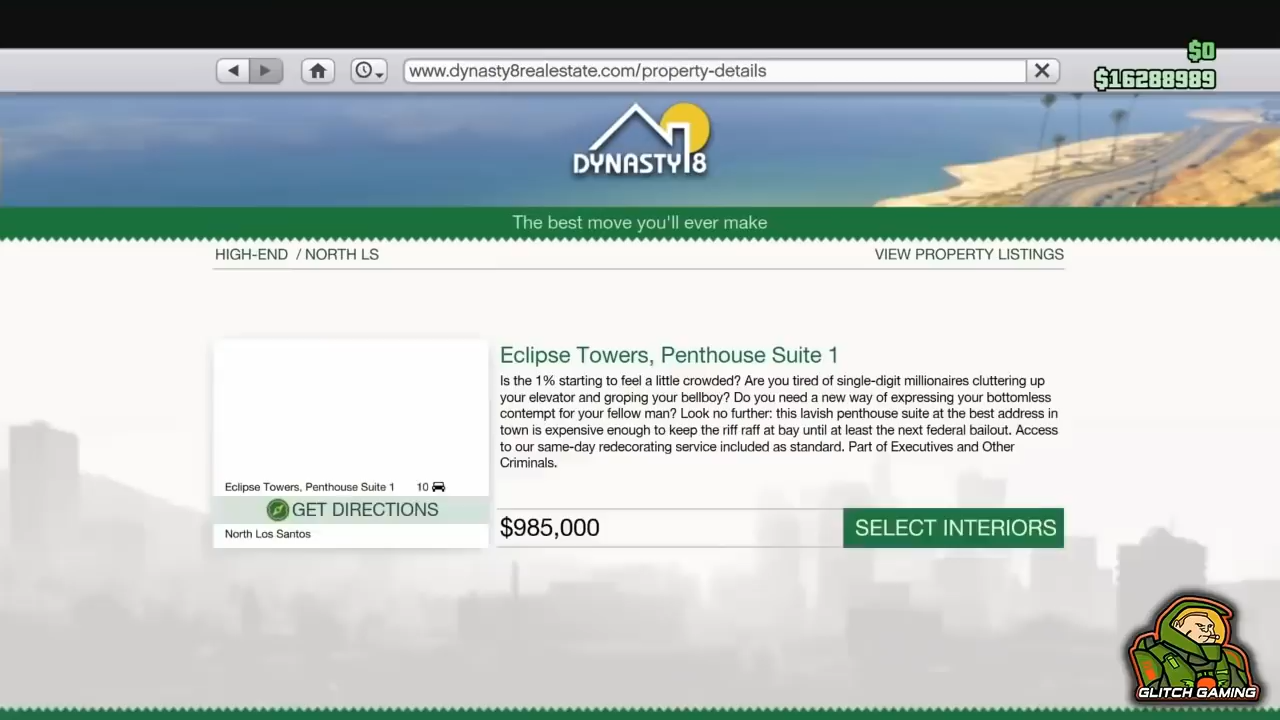 $0
www.dynasty8realestate.com/property-details
$16288989
DYNASTY 8
The best move you'll ever make
HIGH-END / NORTH LS
VIEW PROPERTY LISTINGS
Eclipse Towers, Penthouse Suite 1
Is the 1% starting to feel a little crowded? Are you tired of single-digit millionaires cluttering up
your elevator and groping your bellboy? Do you need a new way of expressing your bottomless
contempt for your fellow man? Look no further: this lavish penthouse suite at the best address in
town is expensive enough to keep the riff raff at bay until at least the next federal bailout. Access
to our same-day redecorating service included as standard. Part of Executives and Other
Criminals.
Eclipse Towers, Penthouse Suite 1 10
GET DIRECTIONS
North Los Santos
$985,000
SELECT INTERIORS
GLITCH GAMING